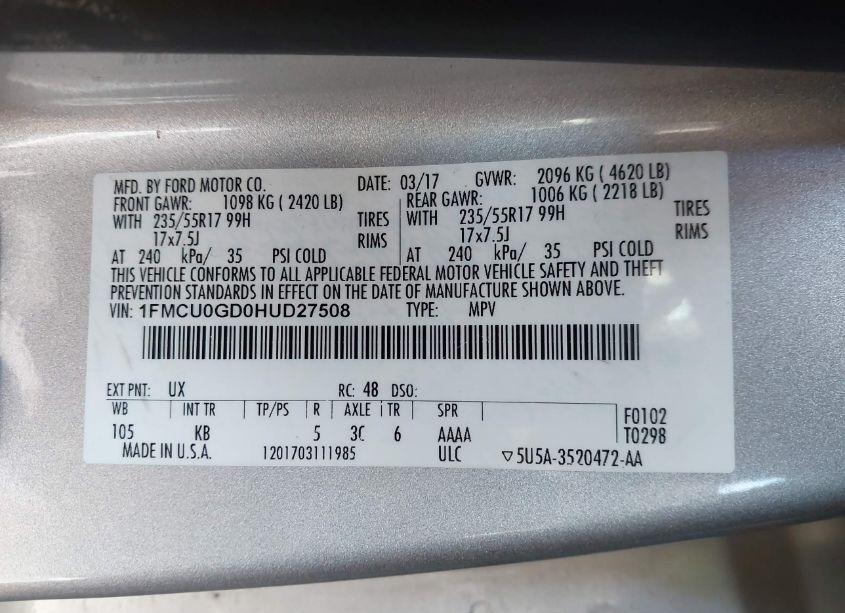 MFD. BY FORD MOTOR CO. DATE: 03/17 GVWR: 2096 KG ( 4620 LB)
FRONT GAWR: 1098 KG ( 2420 LB) REAR GAWR: 1006 KG ( 2218 LB)
WITH 235/55R17 99H TIRES WITH 235/55R17 99H TIRES
17x7.5J RIMS 17x7.5J RIMS
AT 240 kPa/ 35 PSI COLD AT 240 kPa/ 35 PSI COLD
THIS VEHICLE CONFORMS TO ALL APPLICABLE FEDERAL MOTOR VEHICLE SAFETY AND THEFT
PREVENTION STANDARDS IN EFFECT ON THE DATE OF MANUFACTURE SHOWN ABOVE.
VIN: 1FMCU0GD0HUD27508 TYPE: MPV
EXT PNT: UX RC: 48 DSO:
WB INT TR TP/PS R AXLE TR SPR F0102
105 KB 5 3C 6 AAAA T0298
MADE IN U.S.A. 1201703111985 ULC ▽5U5A-3520472-AA